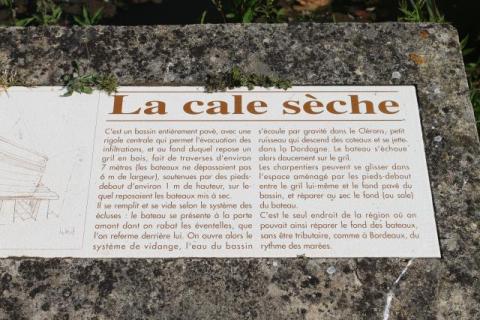 La cale sèche
C'est un bassin entièrement pavé, avec une
rigole centrale qui permet l'évacuation des
infiltrations, et au fond duquel repose un
gril en bois, fait de traverses d'environ
7 mètres (les bateaux ne dépassaient pas
6 m de largeur), soutenues par des pieds-
debout d'environ 1 m de hauteur, sur le-
quel reposaient les bateaux mis à sec.
Il se remplit et se vide selon le système des
écluses : le bateau se présente à la porte
amont dont on rabat les éventelles, que
l'on referme derrière lui. On ouvre alors le
système de vidange, l'eau du bassin
s'écoule par gravité dans le Clérans, petit
ruisseau qui descend des coteaux et se jette
dans la Dordogne. Le bateau s'échoue
alors doucement sur le gril.
Les charpentiers peuvent se glisser dans
l'espace aménagé par les pieds-debout
entre le gril lui-même et le fond pavé du
bassin, et réparer au sec le fond (ou sole)
du bateau.
C'est le seul endroit de la région où on
pouvait ainsi réparer le fond des bateaux,
sans être tributaire, comme à Bordeaux, du
rythme des marées.